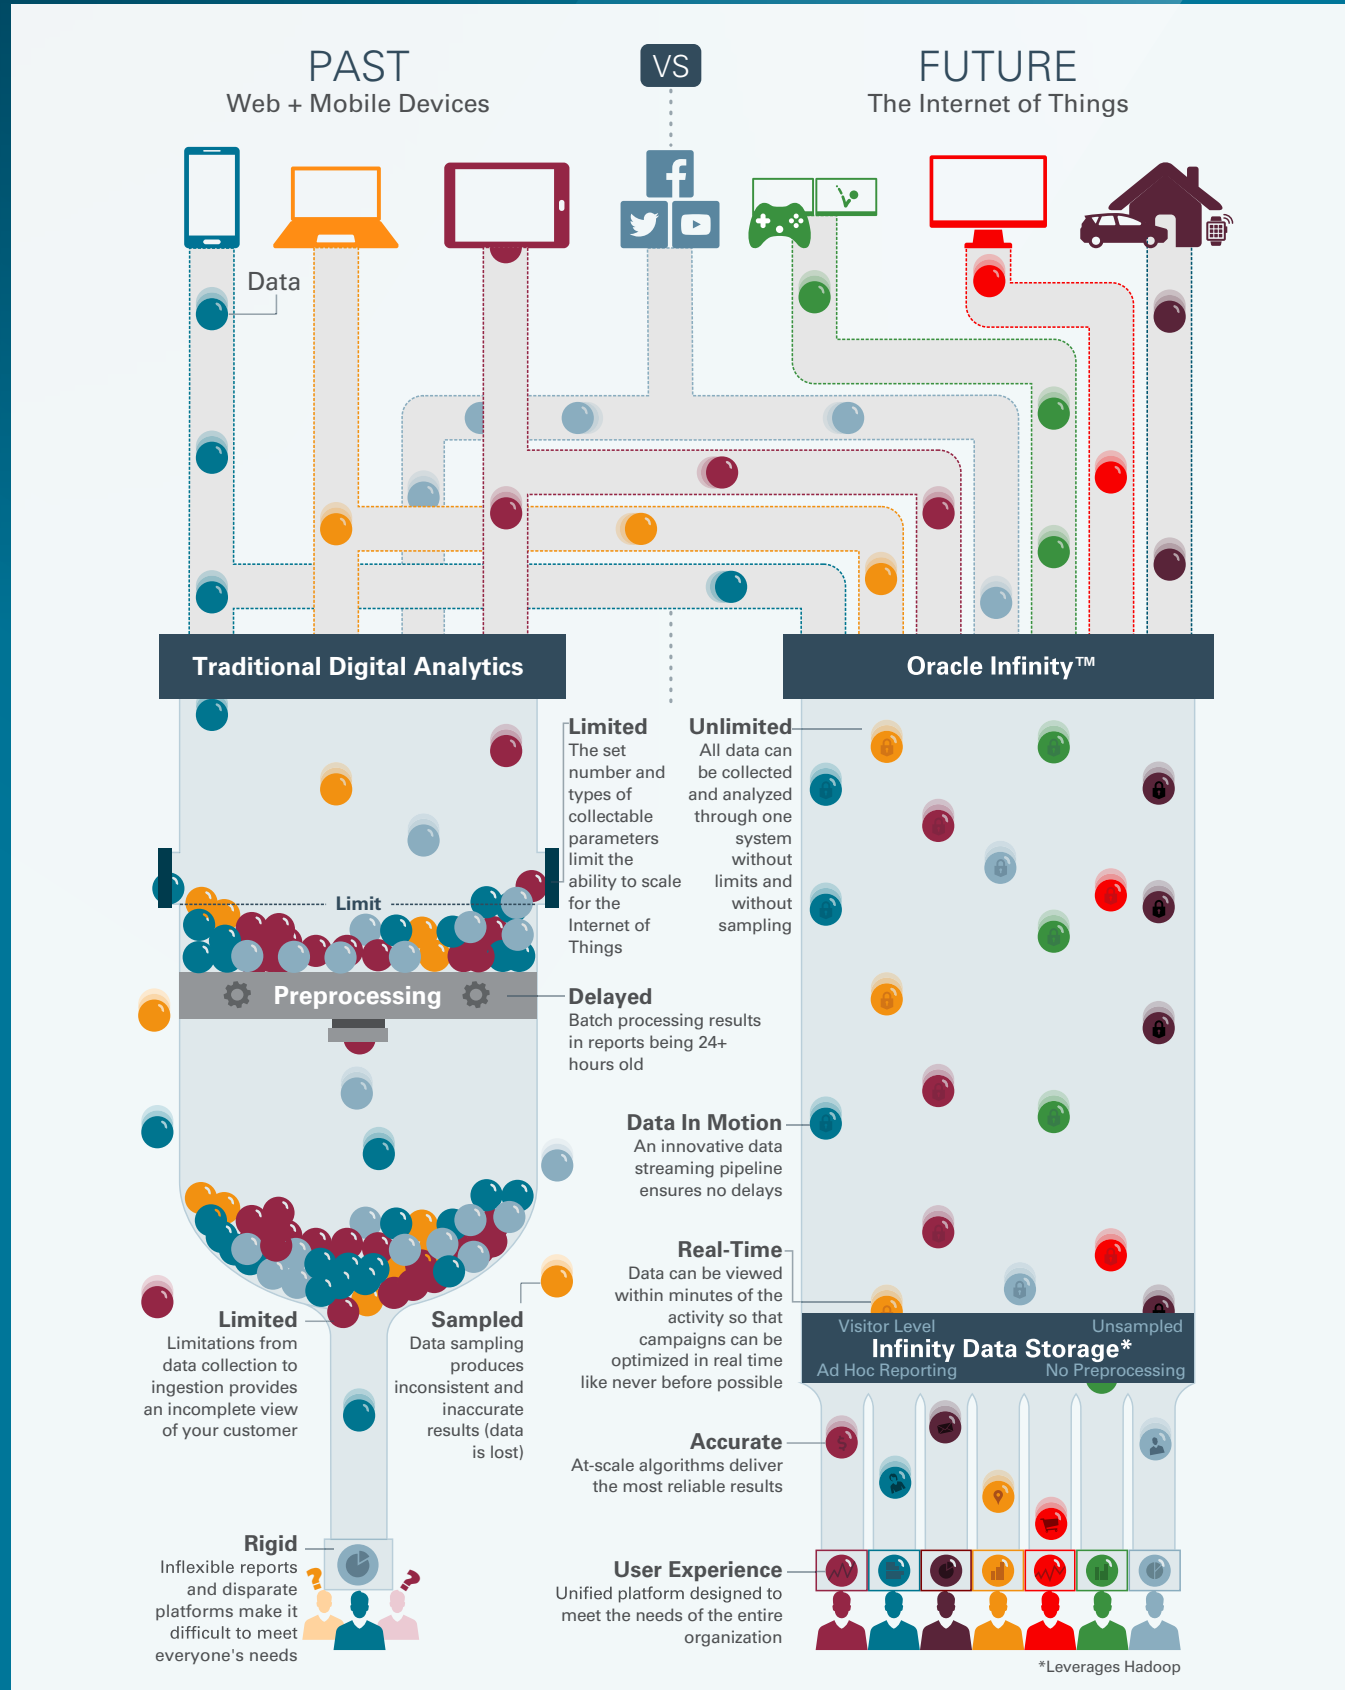 PAST
Web + Mobile Devices
VS
FUTURE
The Internet of Things
Data
Traditional Digital Analytics
Oracle Infinity™
Limited
The set
number and
types of
collectable
parameters
limit the
ability to scale
for the
Internet of
Things
Unlimited
All data can
be collected
and analyzed
through one
system
without
limits and
without
sampling
Limit
Preprocessing
Delayed
Batch processing results
in reports being 24+
hours old
Data In Motion
An innovative data
streaming pipeline
ensures no delays
Real-Time
Data can be viewed
within minutes of the
activity so that
campaigns can be
optimized in real time
like never before possible
Limited
Limitations from
data collection to
ingestion provides
an incomplete view
of your customer
Sampled
Data sampling
produces
inconsistent and
inaccurate
results (data
is lost)
Visitor Level
Unsampled
Infinity Data Storage*
Ad Hoc Reporting
No Preprocessing
Accurate
At-scale algorithms deliver
the most reliable results
$
Rigid
Inflexible reports
and disparate
platforms make it
difficult to meet
everyone's needs
?
?
User Experience
Unified platform designed to
meet the needs of the entire
organization
*Leverages Hadoop